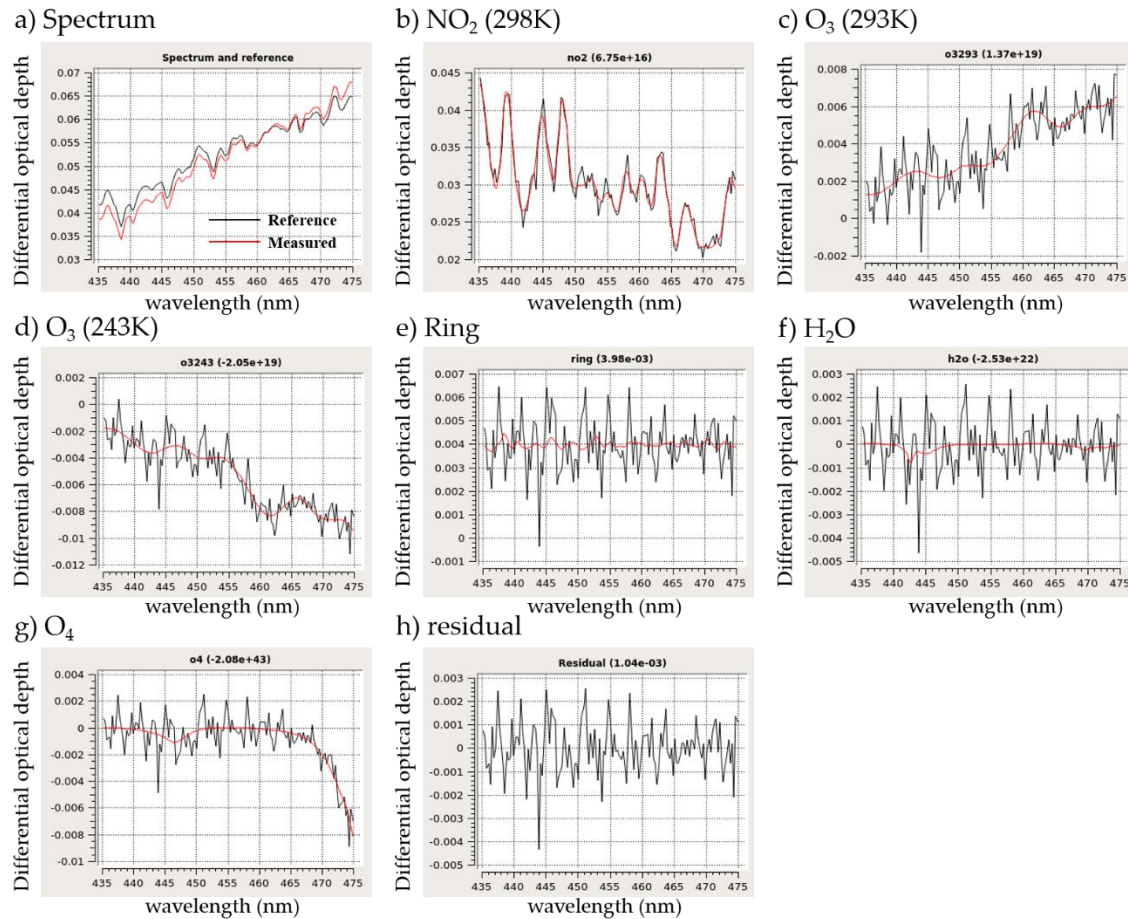 a) Spectrum
b) NO₂ (298K)
c) O₃ (293K)
Spectrum and reference
Differential optical depth
0.07
0.065
0.06
0.055
0.05
0.045
0.04
0.035
0.03
Reference
Measured
435 440 445 450 455 460 465 470 475
wavelength (nm)
no2 (6.75e+16)
Differential optical depth
0.045
0.04
0.035
0.03
0.025
0.02
435 440 445 450 455 460 465 470 475
wavelength (nm)
o3293 (1.37e+19)
Differential optical depth
0.008
0.006
0.004
0.002
0
-0.002
435 440 445 450 455 460 465 470 475
wavelength (nm)
d) O₃ (243K)
e) Ring
f) H₂O
o3243 (-2.05e+19)
Differential optical depth
0.002
0
-0.002
-0.004
-0.006
-0.008
-0.01
-0.012
435 440 445 450 455 460 465 470 475
wavelength (nm)
ring (3.98e-03)
Differential optical depth
0.007
0.006
0.005
0.004
0.003
0.002
0.001
0
-0.001
435 440 445 450 455 460 465 470 475
wavelength (nm)
h2o (-2.53e+22)
Differential optical depth
0.003
0.002
0.001
0
-0.001
-0.002
-0.003
-0.004
-0.005
435 440 445 450 455 460 465 470 475
wavelength (nm)
g) O₄
h) residual
o4 (-2.08e+43)
Differential optical depth
0.004
0.002
0
-0.002
-0.004
-0.006
-0.008
-0.01
435 440 445 450 455 460 465 470 475
wavelength (nm)
Residual (1.04e-03)
Differential optical depth
0.003
0.002
0.001
0
-0.001
-0.002
-0.003
-0.004
-0.005
435 440 445 450 455 460 465 470 475
wavelength (nm)